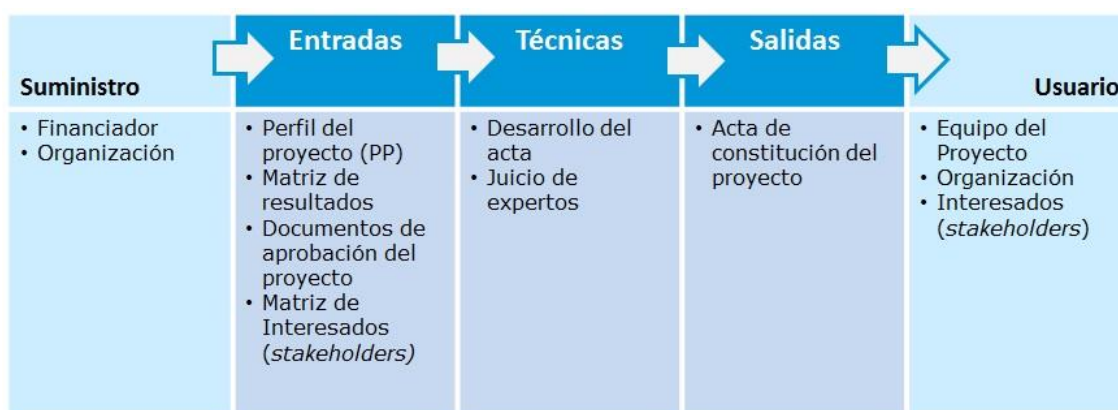 Entradas
Técnicas
Salidas
Suministro
Usuario
• Financiador
• Organización
• Perfil del
proyecto (PP)
• Matriz de
resultados
• Documentos de
aprobación del
proyecto
• Matriz de
Interesados
(stakeholders)
• Desarrollo del
acta
• Juicio de
expertos
• Acta de
constitución del
proyecto
• Equipo del
Proyecto
• Organización
• Interesados
(stakeholders)